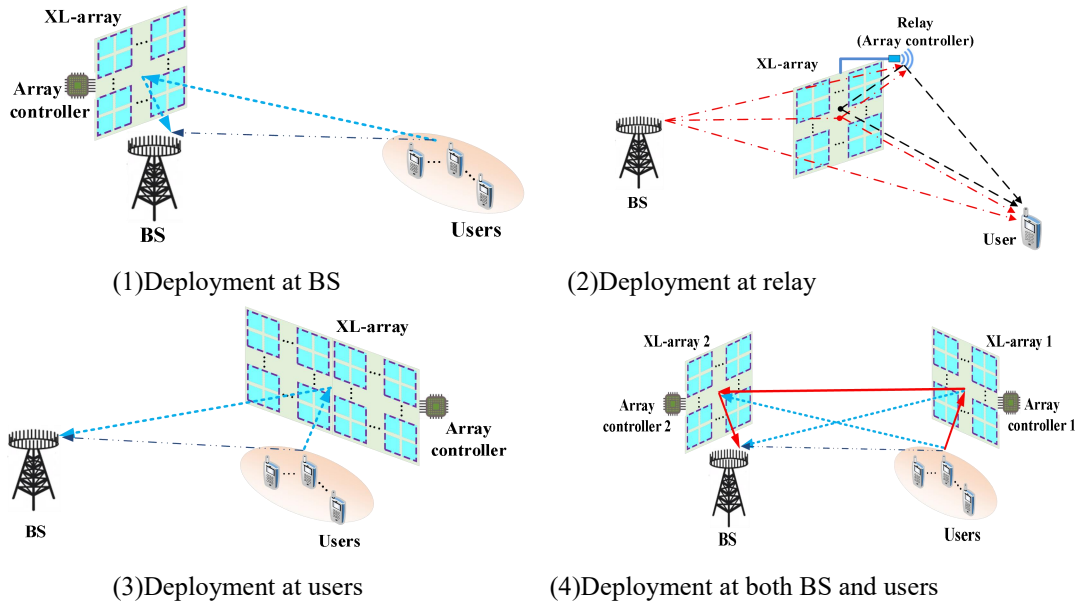 XL-array
Array
controller
BS
Users
(1)Deployment at BS
Relay
(Array controller)
XL-array
BS
User
(2)Deployment at relay
XL-array
Array
controller
BS
Users
(3)Deployment at users
XL-array 2
XL-array 1
Array
controller 2
Array
controller 1
BS
Users
(4)Deployment at both BS and users